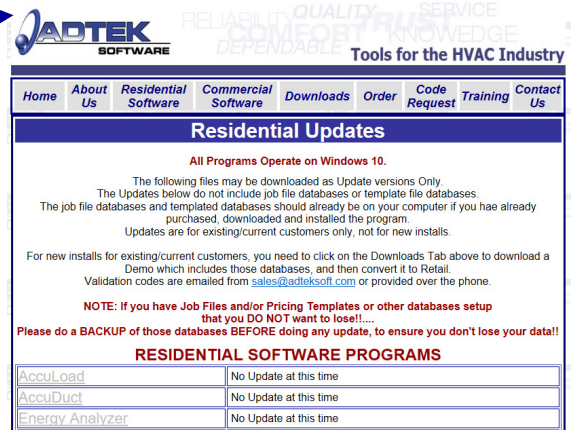 RELIABILITY QUALITY TRUST SERVICE
COMFORT KNOWLEDGE
DEPENDABLE
ADTEK
SOFTWARE
Tools for the HVAC Industry
Home About Us Residential Software Commercial Software Downloads Order Code Request Training Contact Us
Residential Updates
All Programs Operate on Windows 10.
The following files may be downloaded as Update versions Only.
The Updates below do not include job file databases or template file databases.
The job file databases and templated databases should already be on your computer if you hae already
purchased, downloaded and installed the program.
Updates are for existing/current customers only, not for new installs.
For new installs for existing/current customers, you need to click on the Downloads Tab above to download a
Demo which includes those databases, and then convert it to Retail.
Validation codes are emailed from sales@adteksoft.com or provided over the phone.
NOTE: If you have Job Files and/or Pricing Templates or other databases setup
that you DO NOT want to lose!!....
Please do a BACKUP of those databases BEFORE doing any update, to ensure you don't lose your data!!
RESIDENTIAL SOFTWARE PROGRAMS
AccuLoad No Update at this time
AccuDuct No Update at this time
Energy Analyzer No Update at this time